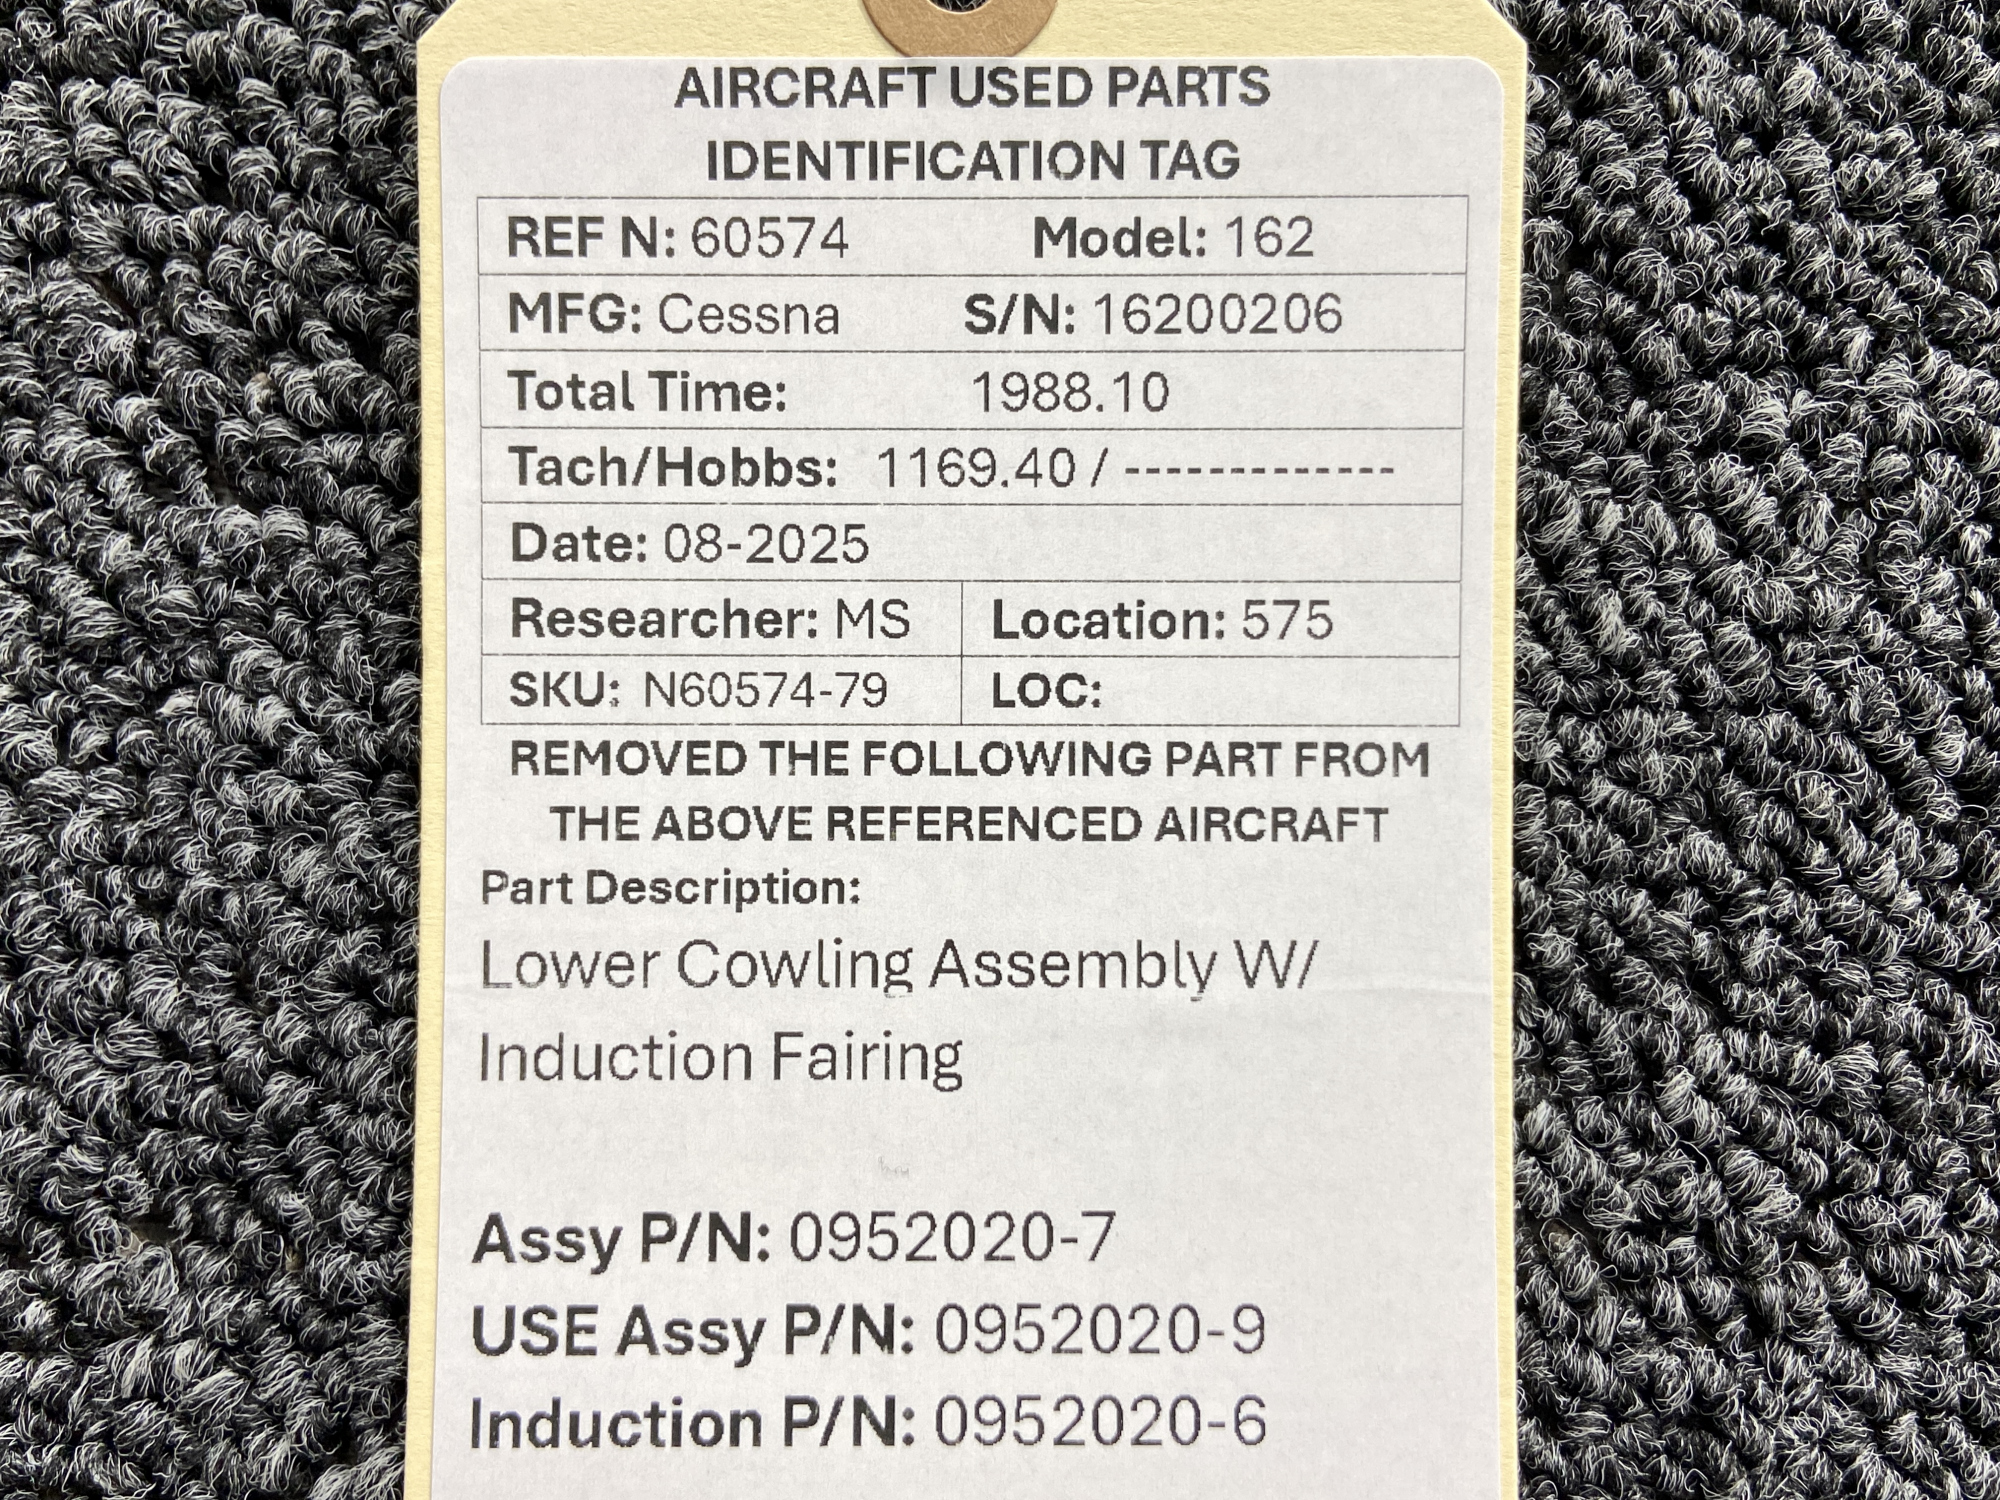 AIRCRAFT USED PARTS
IDENTIFICATION TAG
REF N: 60574 Model: 162
MFG: Cessna S/N: 16200206
Total Time: 1988.10
Tach/Hobbs: 1169.40 / -------------
Date: 08-2025
Researcher: MS Location: 575
SKU: N60574-79 LOC:
REMOVED THE FOLLOWING PART FROM
THE ABOVE REFERENCED AIRCRAFT
Part Description:
Lower Cowling Assembly W/
Induction Fairing
Assy P/N: 0952020-7
USE Assy P/N: 0952020-9
Induction P/N: 0952020-6